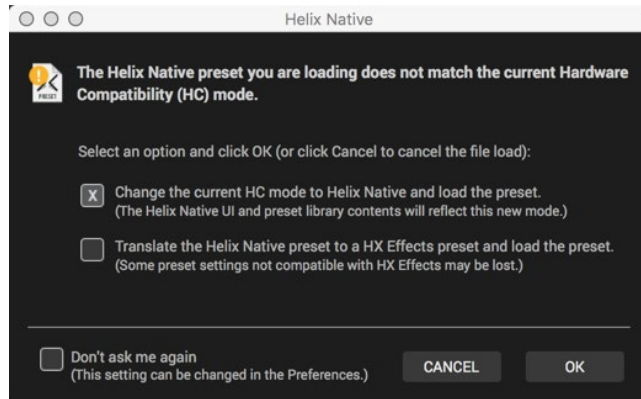 Helix Native
The Helix Native preset you are loading does not match the current Hardware
Compatibility (HC) mode.
PRESET
Select an option and click OK (or click Cancel to cancel the file load):
X Change the current HC mode to Helix Native and load the preset.
(The Helix Native UI and preset library contents will reflect this new mode.)
Translate the Helix Native preset to a HX Effects preset and load the preset.
(Some preset settings not compatible with HX Effects may be lost.)
Don't ask me again
(This setting can be changed in the Preferences.)
CANCEL
OK